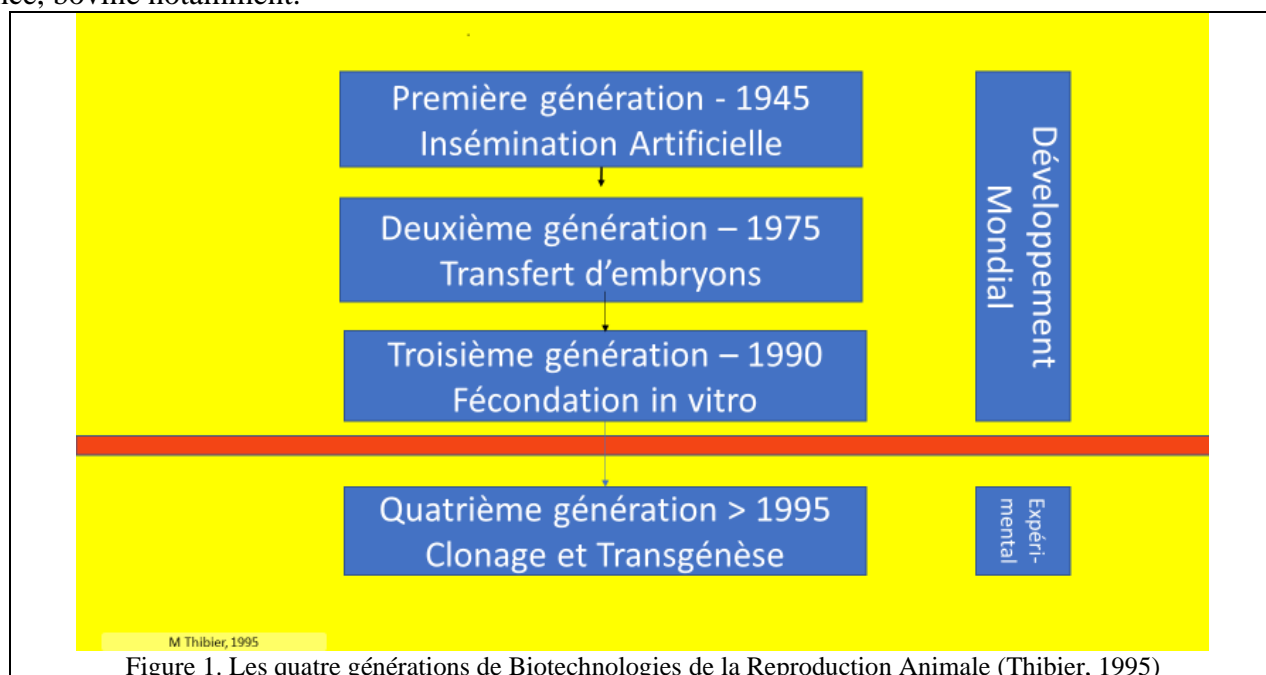 bovine notamment.
Première génération - 1945
Insémination Artificielle
Deuxième génération – 1975
Transfert d’embryons
Troisième génération – 1990
Fécondation in vitro
Développement
Mondial
Quatrième génération > 1995
Clonage et Transgénèse
Expéri-
mental
M Thibier, 1995
Figure 1. Les quatre générations de Biotechnologies de la Reproduction Animale (Thibier, 1995)